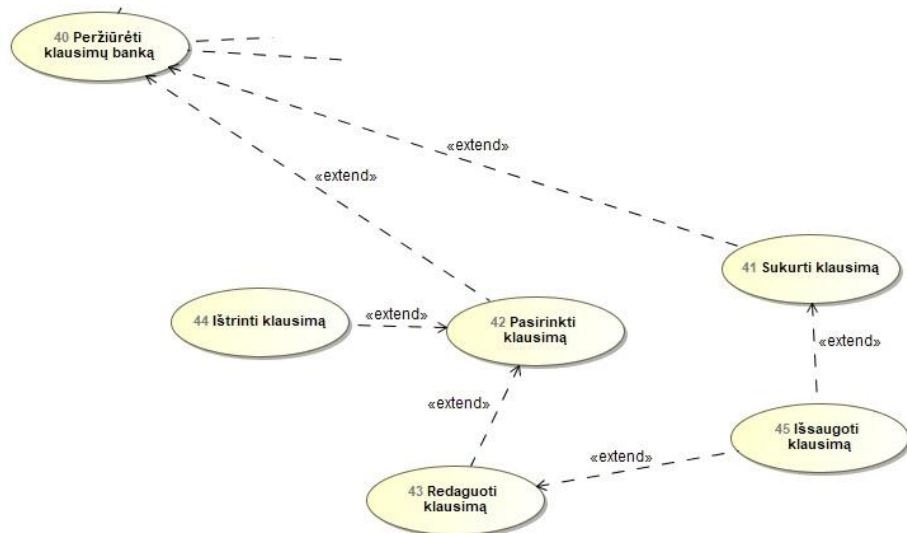 40 Peržiūrėti
klausimų banką
«extend»
«extend»
41 Sukurti klausimą
44 Ištrinti klausimą
«extend»
42 Pasirinkti
klausimą
«extend»
«extend»
45 Išsaugoti
klausimą
«extend»
43 Redaguoti
klausimą